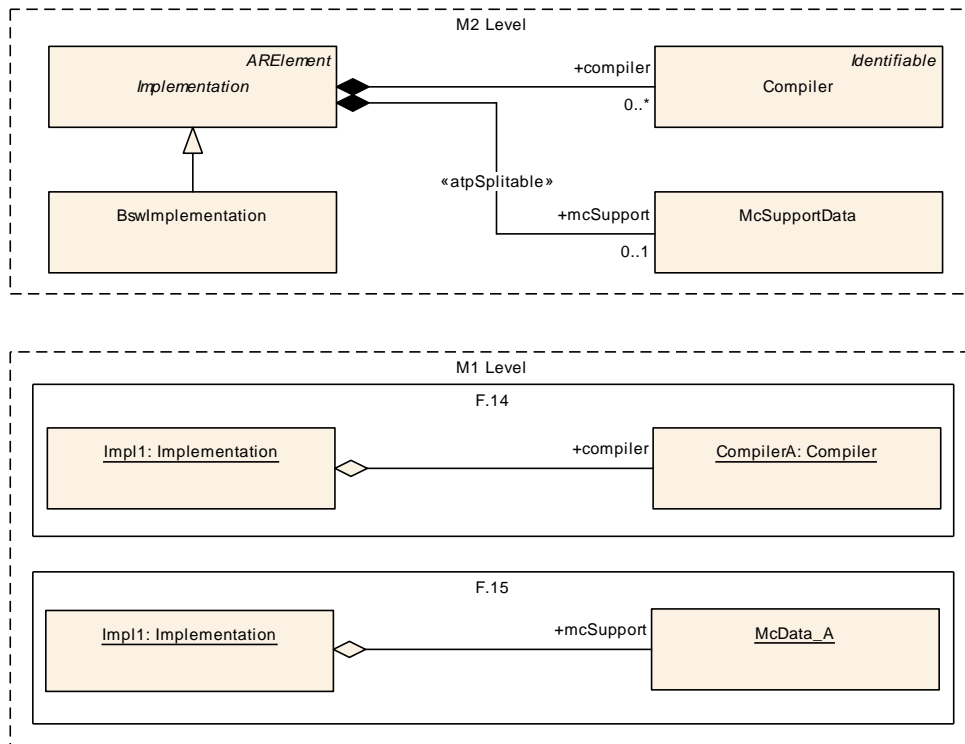 M2 Level
ARElement
Implementation
+compiler
0..*
Identifiable
Compiler
«atpSplitable»
BswImplementation
+mcSupport
0..1
McSupportData
M1 Level
F.14
Impl1: Implementation
+compiler
CompilerA: Compiler
F.15
Impl1: Implementation
+mcSupport
McData_A